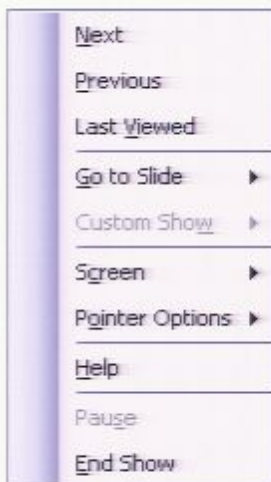 Next
Previous
Last Viewed
Go to Slide
Custom Show
Screen
Pointer Options
Help
Pause
End Show